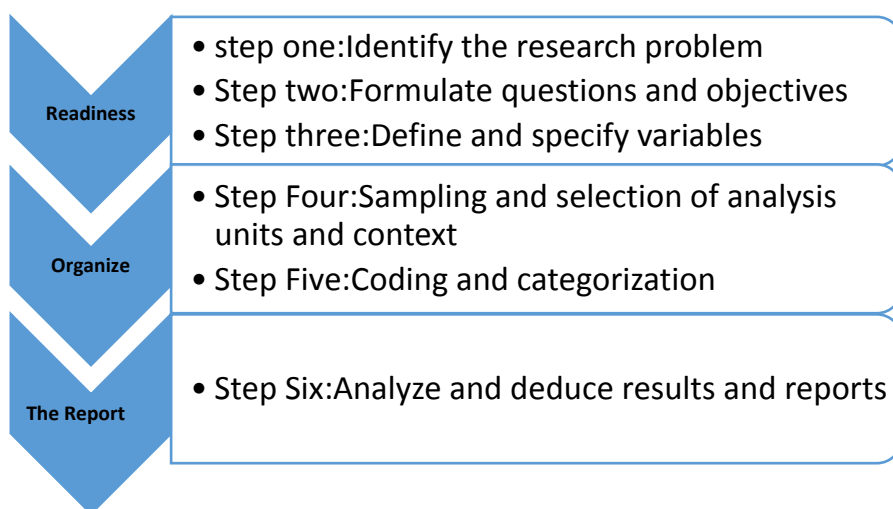 Readiness
• step one:Identify the research problem
• Step two:Formulate questions and objectives
• Step three:Define and specify variables
Organize
• Step Four:Sampling and selection of analysis
units and context
• Step Five:Coding and categorization
The Report
• Step Six:Analyze and deduce results and reports